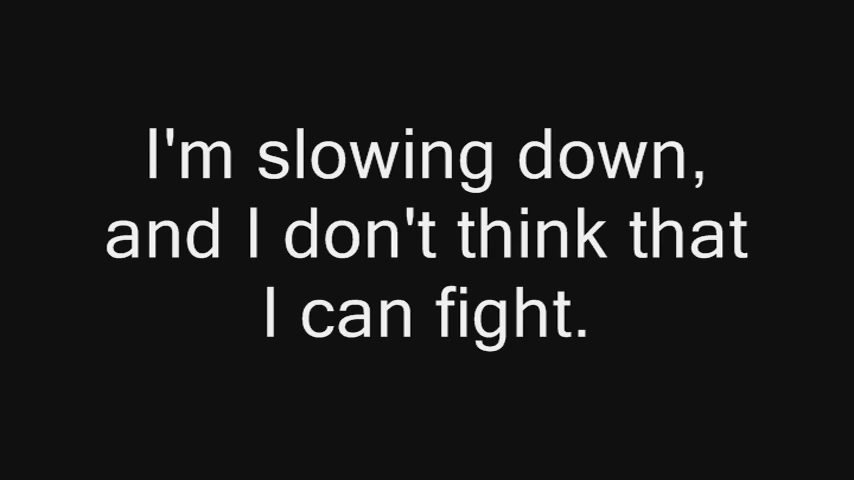 I'm slowing down,
and I don't think that
I can fight.